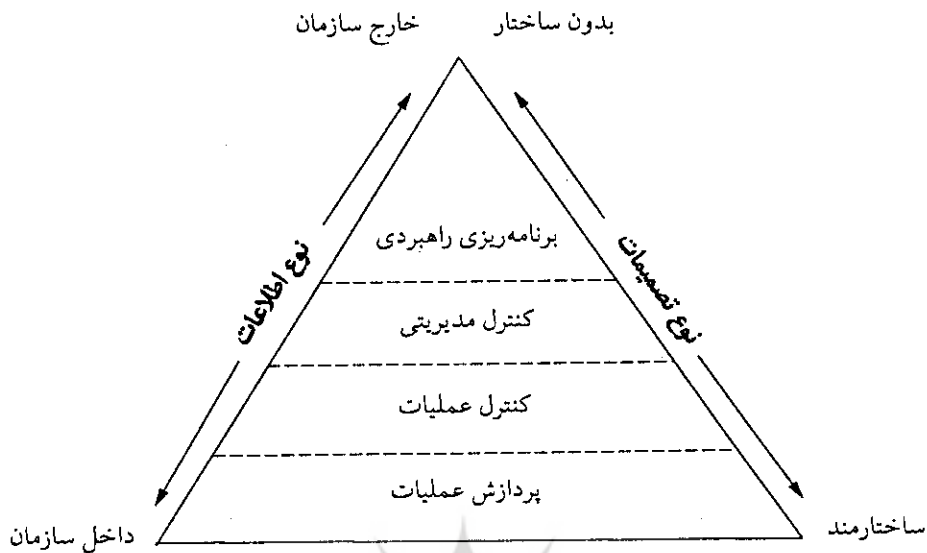 بدون ساختار
خارج سازمان
برنامه‌ریزی راهبردی
نوع تصمیمات
نوع اطلاعات
کنترل مدیریتی
کنترل عملیات
پردازش عملیات
ساختارمند
داخل سازمان